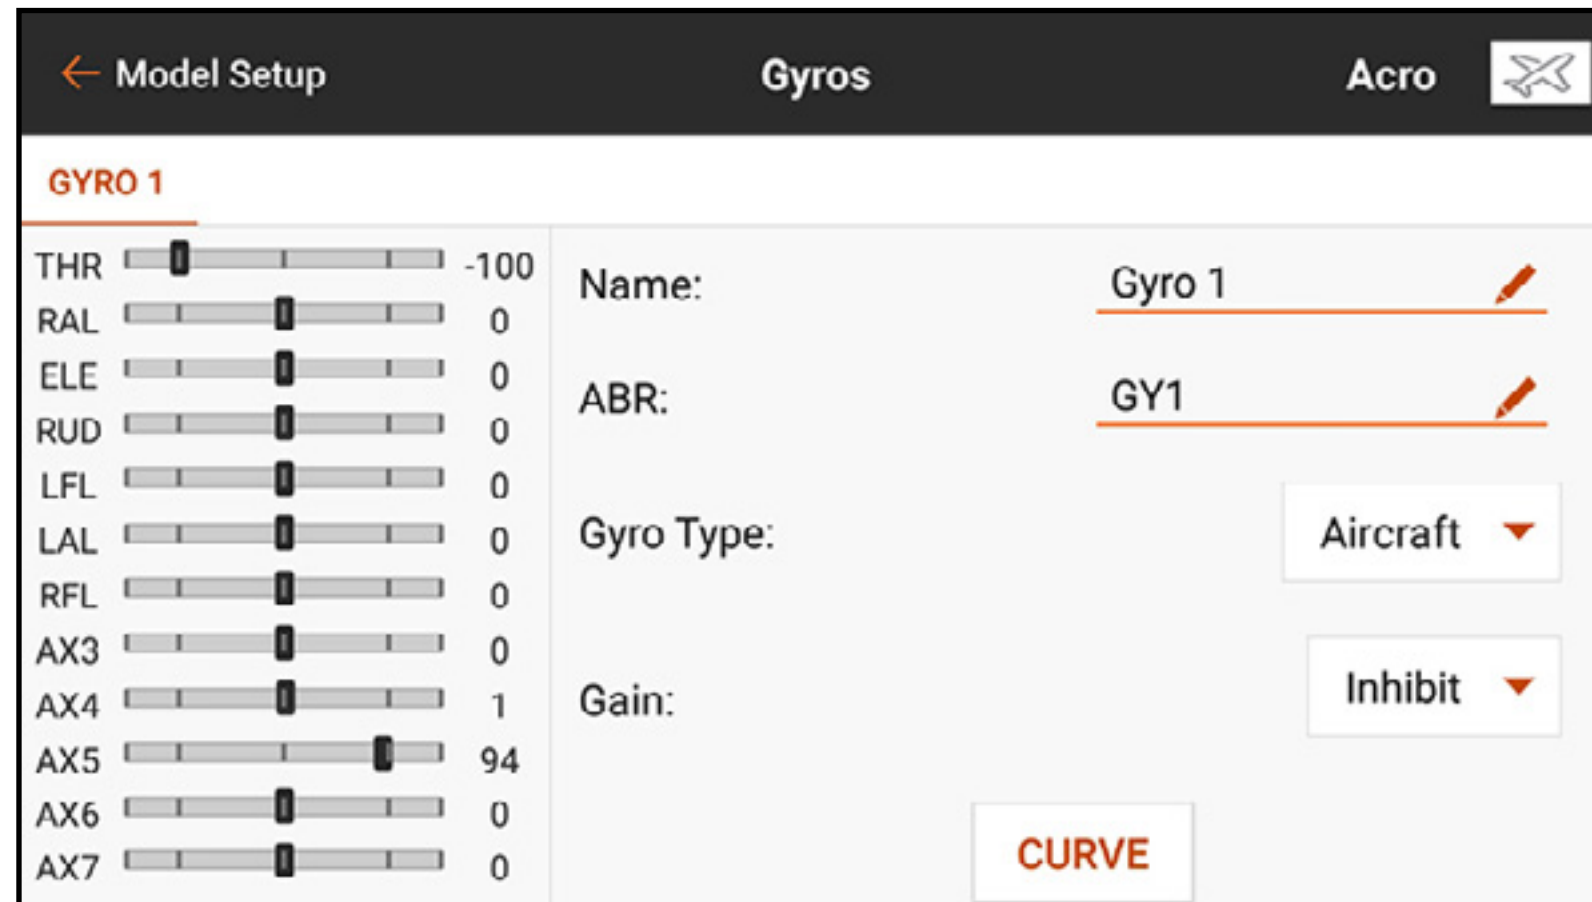 Model Setup
Gyros
Acro
GYRO 1
THR -100
RAL 0
ELE 0
RUD 0
LFL 0
LAL 0
RFL 0
AX3 0
AX4 1
AX5 94
AX6 0
AX7 0
Name: Gyro 1
ABR: GY1
Gyro Type: Aircraft
Gain: Inhibit
CURVE